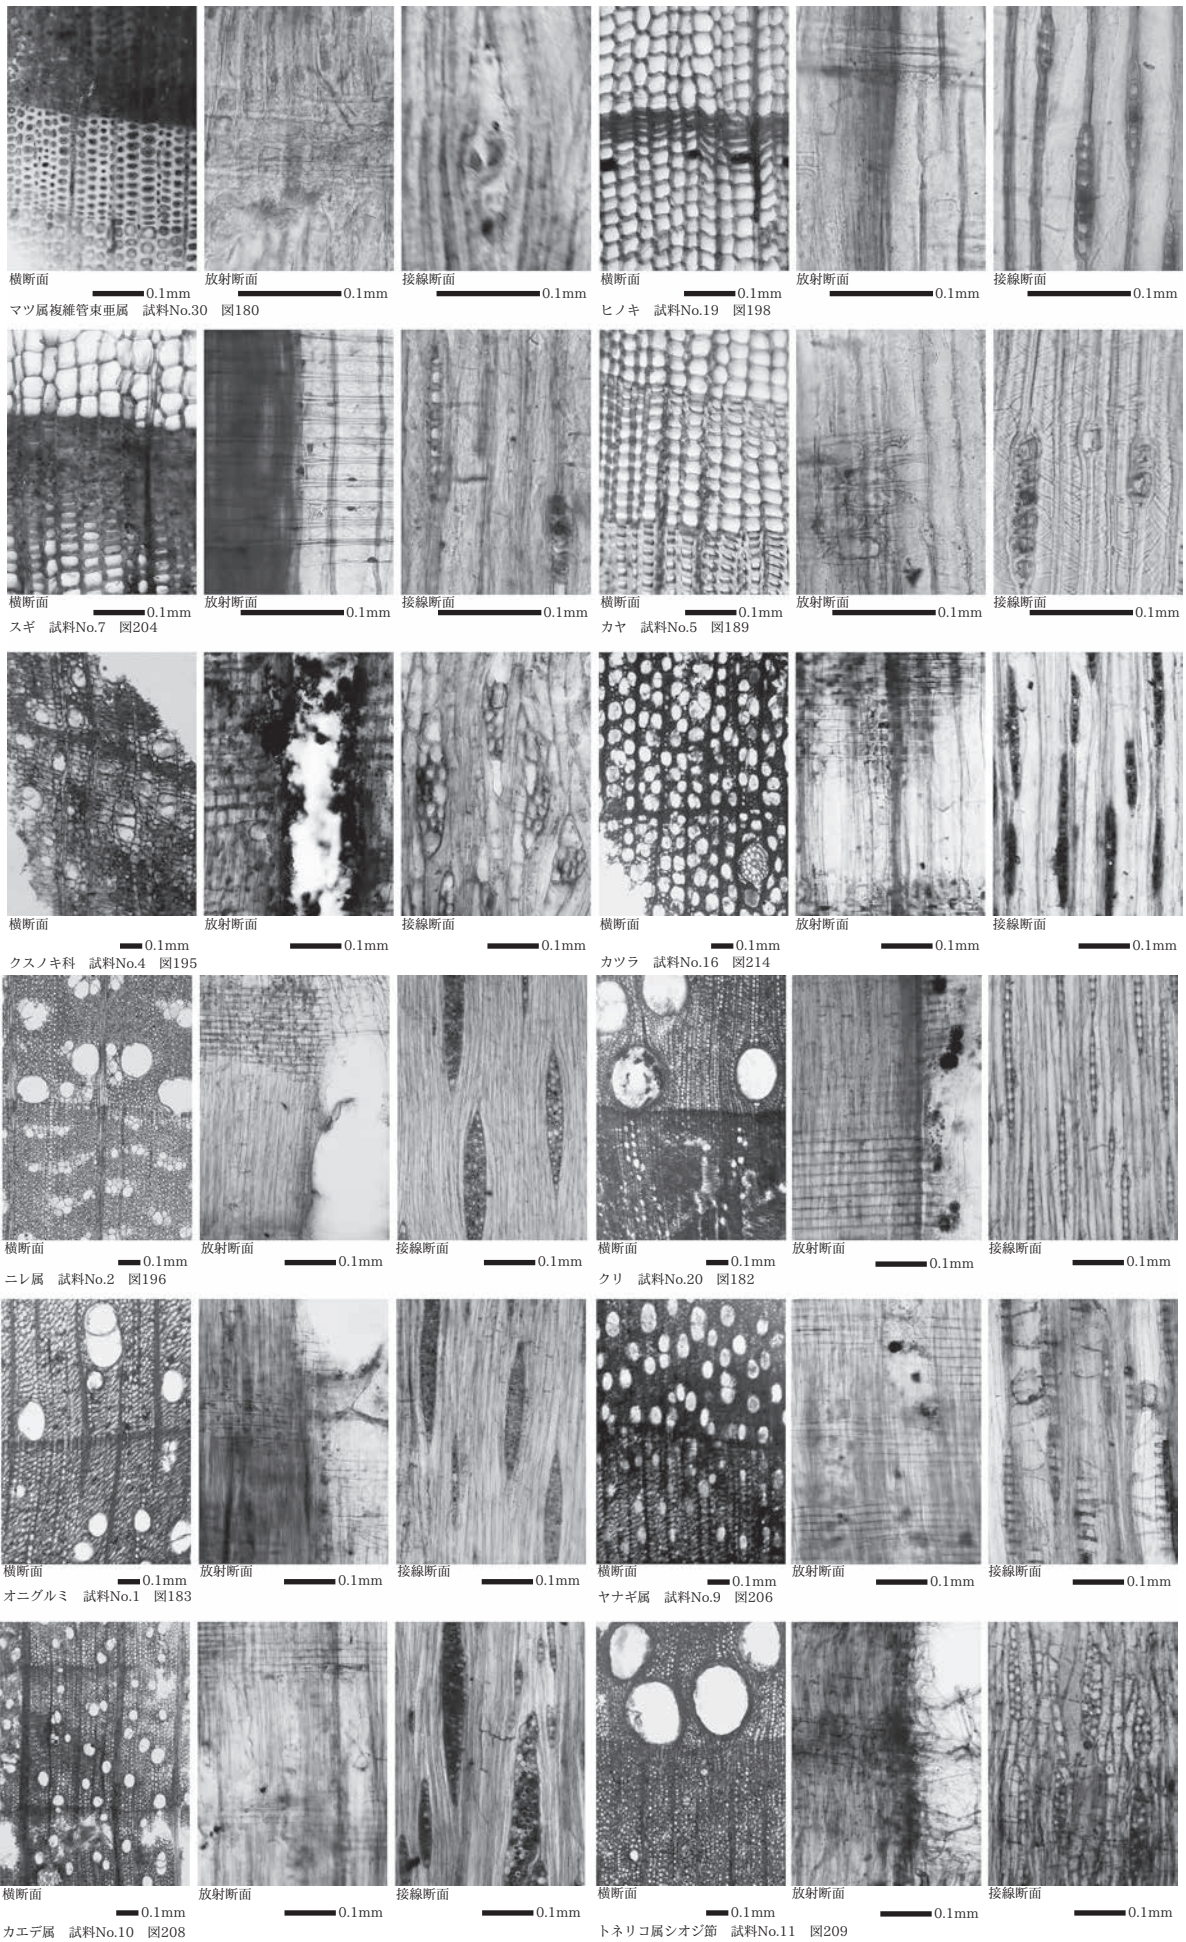 横断面 放射断面 接線断面 横断面 放射断面 接線断面
0.1mm 0.1mm 0.1mm 0.1mm 0.1mm 0.1mm
マツ属複維管束亜属 試料No.30 図180 ヒノキ 試料No.19 図198
横断面 放射断面 接線断面 横断面 放射断面 接線断面
0.1mm 0.1mm 0.1mm 0.1mm 0.1mm 0.1mm
スギ 試料No.7 図204 カヤ 試料No.5 図189
横断面 放射断面 接線断面 横断面 放射断面 接線断面
0.1mm 0.1mm 0.1mm 0.1mm 0.1mm 0.1mm
クスノキ科 試料No.4 図195 カツラ 試料No.16 図214
横断面 放射断面 接線断面 横断面 放射断面 接線断面
0.1mm 0.1mm 0.1mm 0.1mm 0.1mm 0.1mm
ニレ属 試料No.2 図196 クリ 試料No.20 図182
横断面 放射断面 接線断面 横断面 放射断面 接線断面
0.1mm 0.1mm 0.1mm 0.1mm 0.1mm 0.1mm
オニグルミ 試料No.1 図183 ヤナギ属 試料No.9 図206
横断面 放射断面 接線断面 横断面 放射断面 接線断面
0.1mm 0.1mm 0.1mm 0.1mm 0.1mm 0.1mm
カエデ属 試料No.10 図208 トネリコ属シオジ節 試料No.11 図209